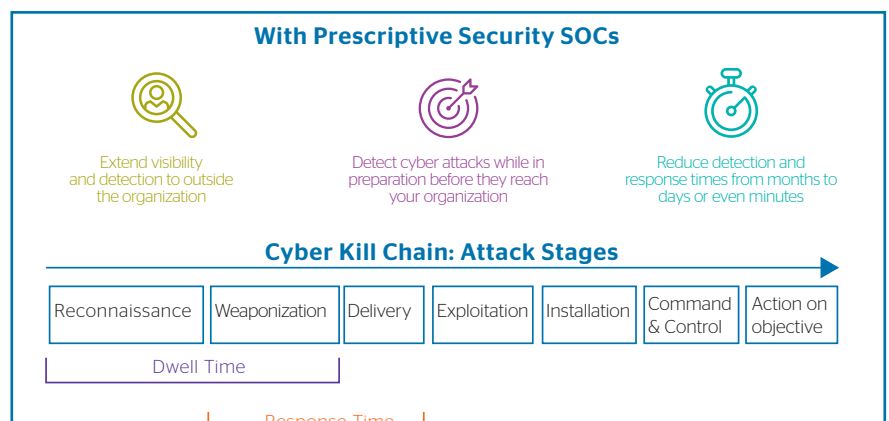 With Prescriptive Security SOCs
Extend visibility
and detection to outside
the organization
Detect cyber attacks while in
preparation before they reach
your organization
Reduce detection and
response times from months to
days or even minutes
Cyber Kill Chain: Attack Stages
Reconnaissance
Weaponization
Delivery
Exploitation
Installation
Command
& Control
Action on
objective
Dwell Time
Response Time